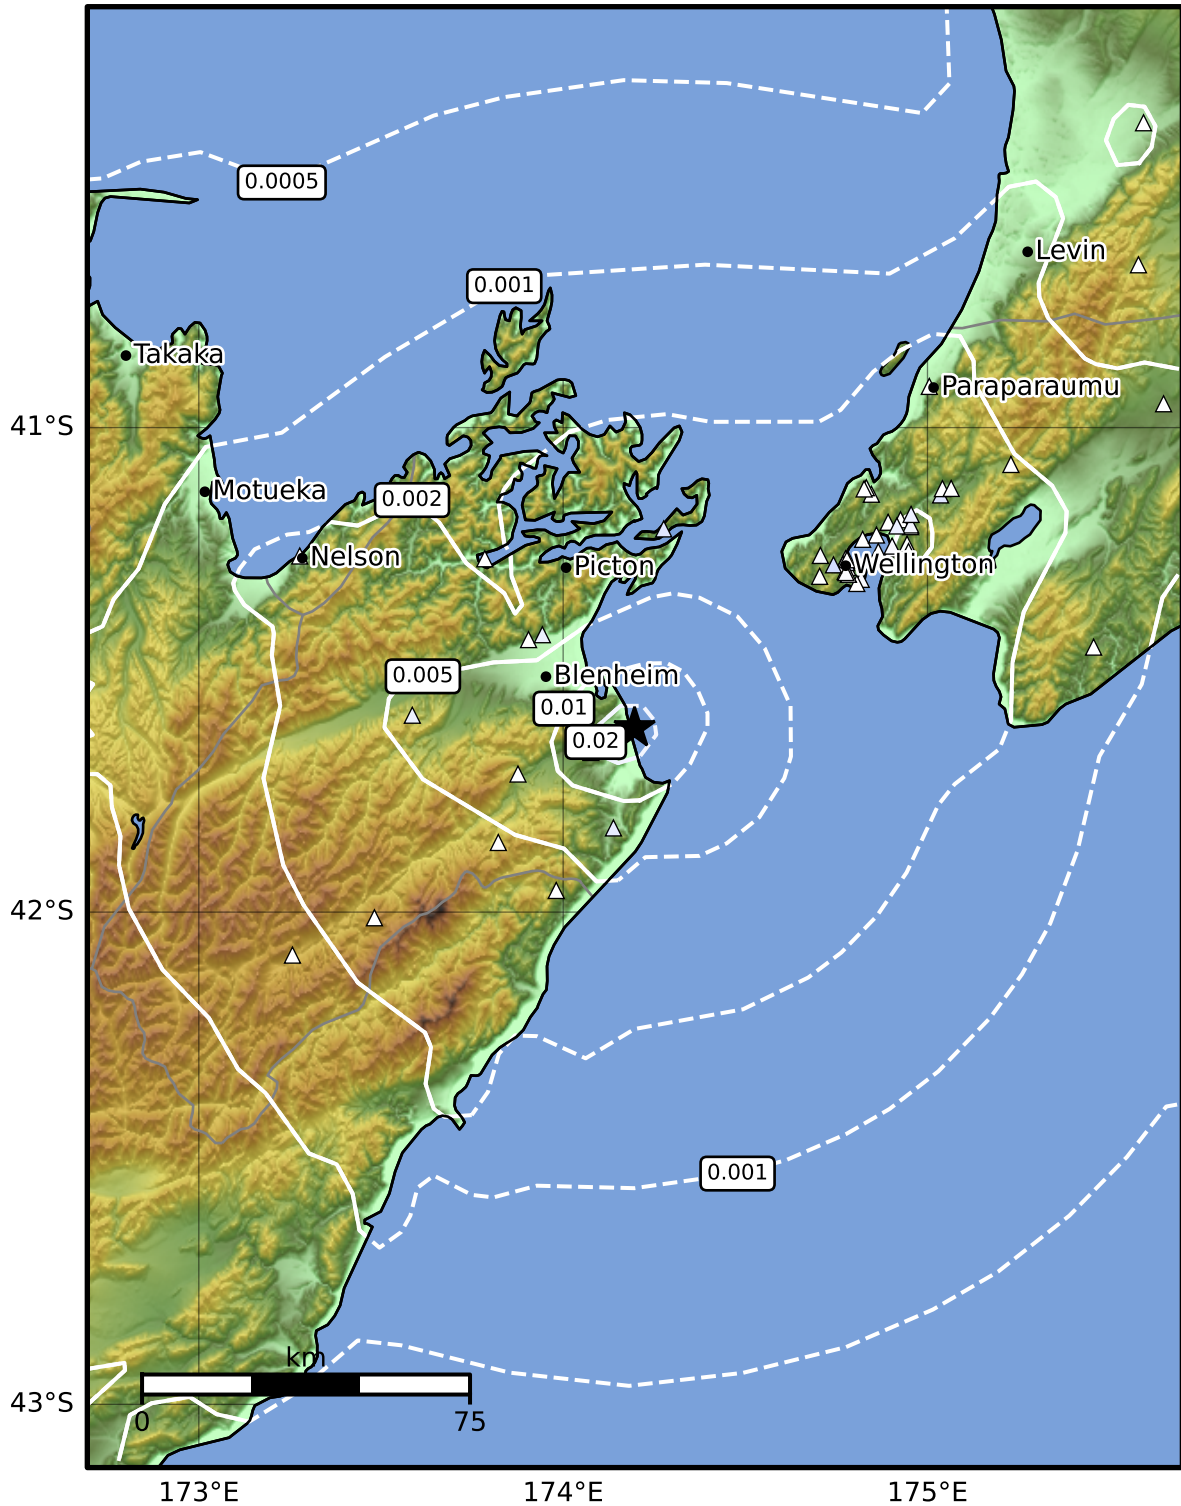 0.0005
Levin
0.001
Takaka
Paraparaumu
41°S
Motueka
0.002
Nelson
Picton
Wellington
0.005
Blenheim
0.01
0.02
42°S
0.001
km
43°S
0
75
173°E
174°E
175°E